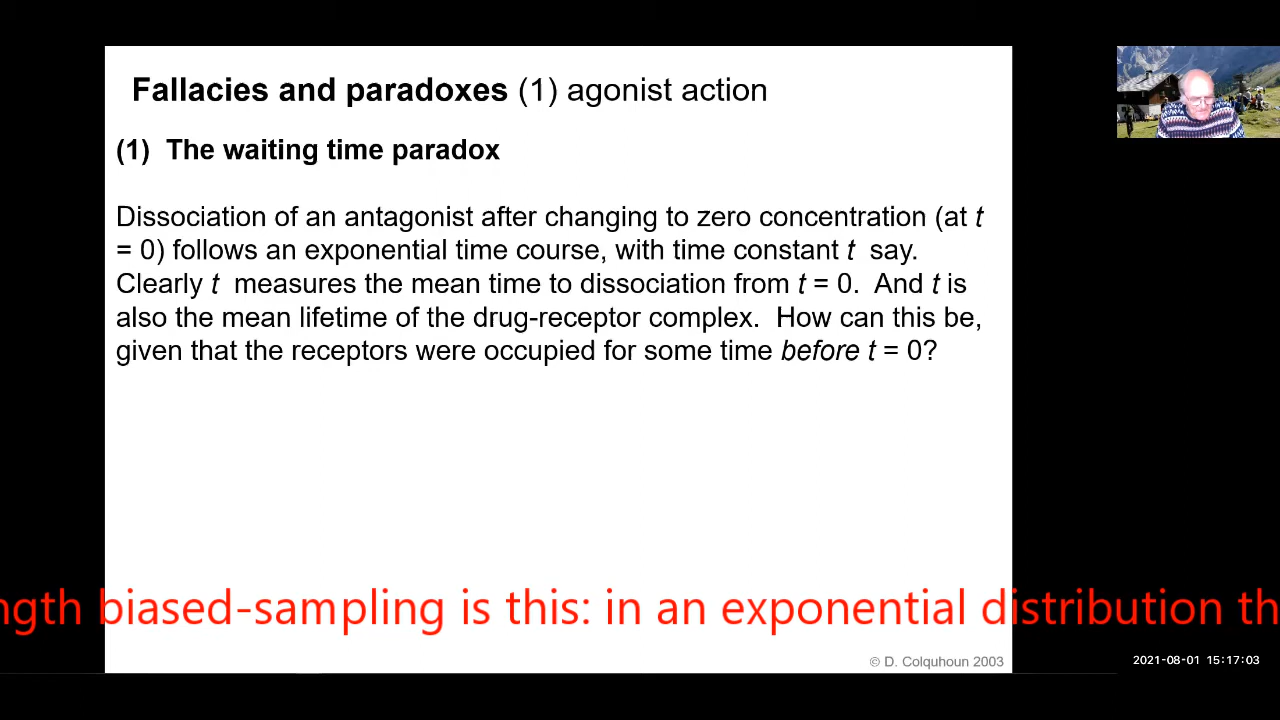 Fallacies and paradoxes (1) agonist action
(1) The waiting time paradox
Dissociation of an antagonist after changing to zero concentration (at t
= 0) follows an exponential time course, with time constant t say.
Clearly t measures the mean time to dissociation from t = 0. And t is
also the mean lifetime of the drug-receptor complex. How can this be,
given that the receptors were occupied for some time before t = 0?
ngth biased-sampling is this: in an exponential distribution th
© D. Colquhoun 2003
2021-08-01 15:17:03